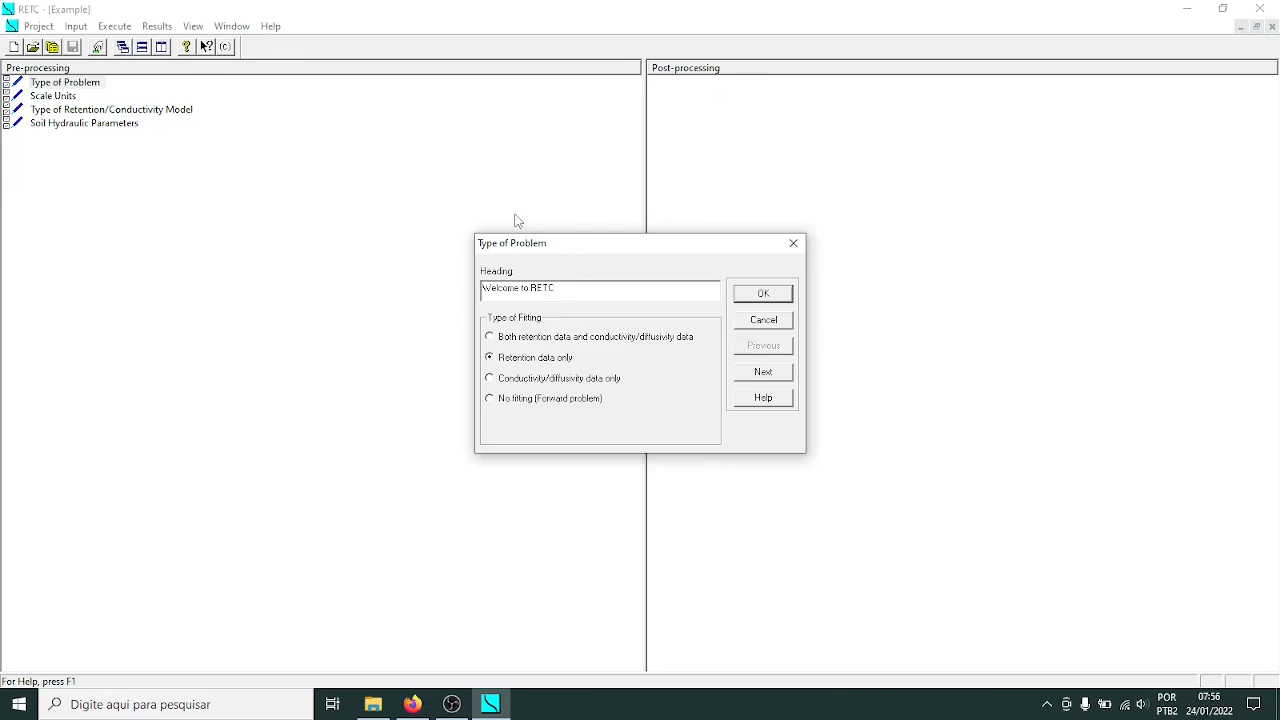 RETC - [Example]
Project Input Execute Results View Window Help
Pre-processing
Post-processing
Type of Problem
Scale Units
Type of Retention/Conductivity Model
Soil Hydraulic Parameters
Type of Problem
Heading:
Welcome to RETC
OK
Type of Fitting
Cancel
Both retention data and conductivity/diffusivity data
Previous
Retention data only
Next
Conductivity/diffusivity data only
No fitting (Forward problem)
Help
For Help, press F1
Digite aqui para pesquisar
POR
PTB2
07:56
24/01/2022